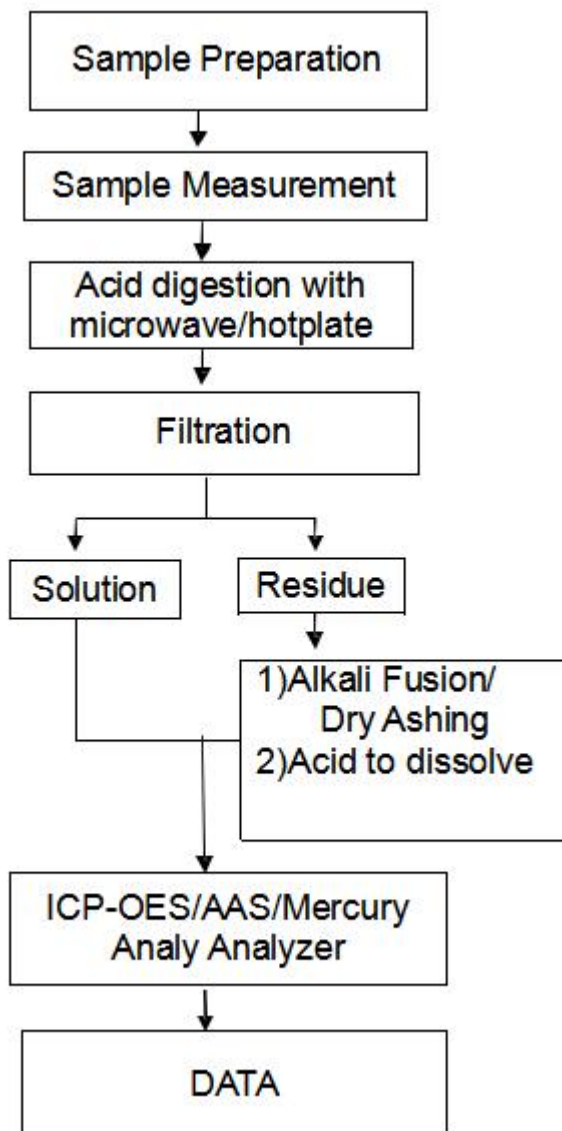 Sample Preparation
Sample Measurement
Acid digestion with
microwave/hotplate
Filtration
Solution
Residue
1)Alkali Fusion/
Dry Ashing
2)Acid to dissolve
ICP-OES/AAS/Mercury
Analy Analyzer
DATA